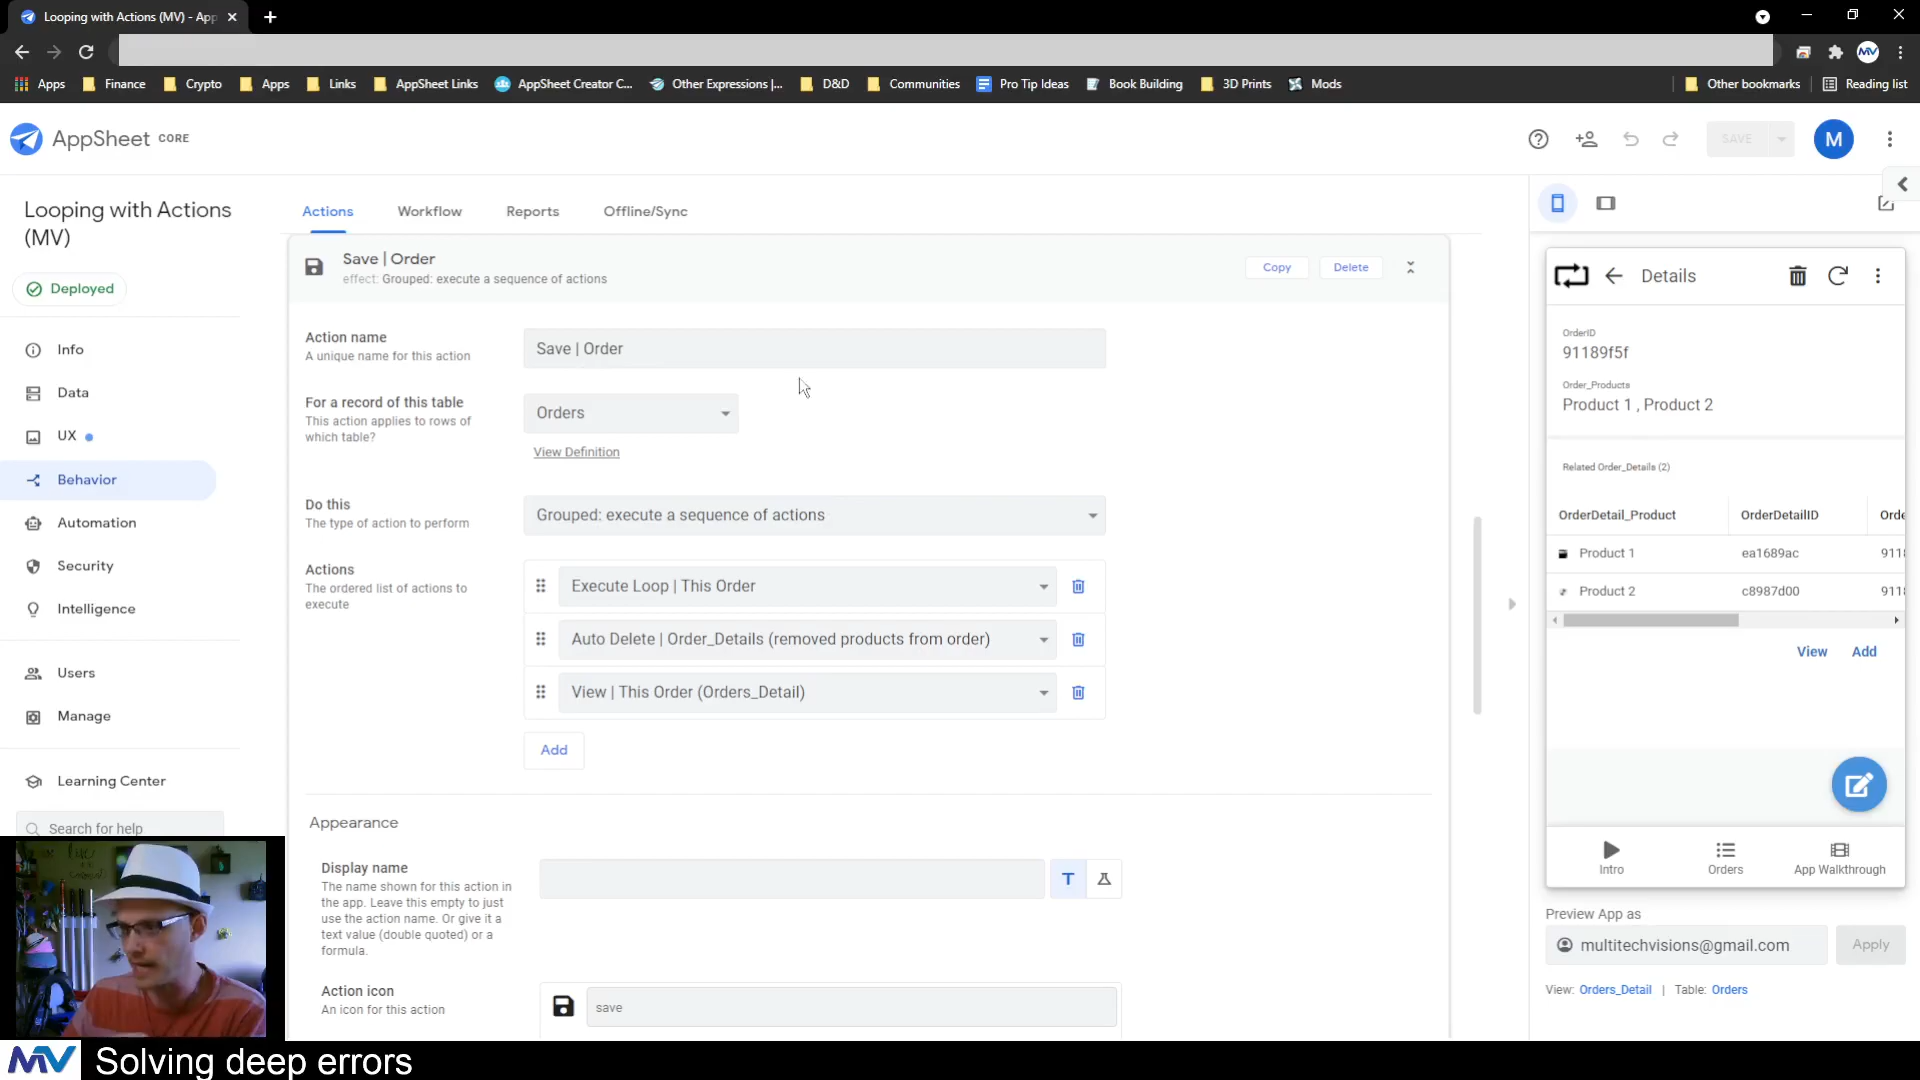 Looping with Actions (MV) - App
Apps
Finance
Crypto
Apps
Links
AppSheet Links
AppSheet Creator C...
Other Expressions |...
D&D
Communities
Pro Tip Ideas
Book Building
3D Prints
Mods
Other bookmarks
Reading list
AppSheet CORE
SAVE
M
Looping with Actions
(MV)
Deployed
Info
Data
UX
Behavior
Automation
Security
Intelligence
Users
Manage
Learning Center
Search for help
Actions
Workflow
Reports
Offline/Sync
Save | Order
effect: Grouped: execute a sequence of actions
Copy
Delete
Action name
A unique name for this action
Save | Order
For a record of this table
This action applies to rows of
which table?
Orders
View Definition
Do this
The type of action to perform
Grouped: execute a sequence of actions
Actions
The ordered list of actions to
execute
Execute Loop | This Order
Auto Delete | Order_Details (removed products from order)
View | This Order (Orders_Detail)
Add
Appearance
Display name
The name shown for this action in
the app. Leave this empty to just
use the action name. Or give it a
text value (double quoted) or a
formula.
T
Action icon
An icon for this action
save
Details
OrderID
91189f5f
Order_Products
Product 1 , Product 2
Related Order_Details (2)
OrderDetail_Product
OrderDetailID
Orde
Product 1
ea1689ac
911
Product 2
c8987d00
911
View
Add
Intro
Orders
App Walkthrough
Preview App as
multitechvisions@gmail.com
Apply
View: Orders_Detail | Table: Orders
MV Solving deep errors